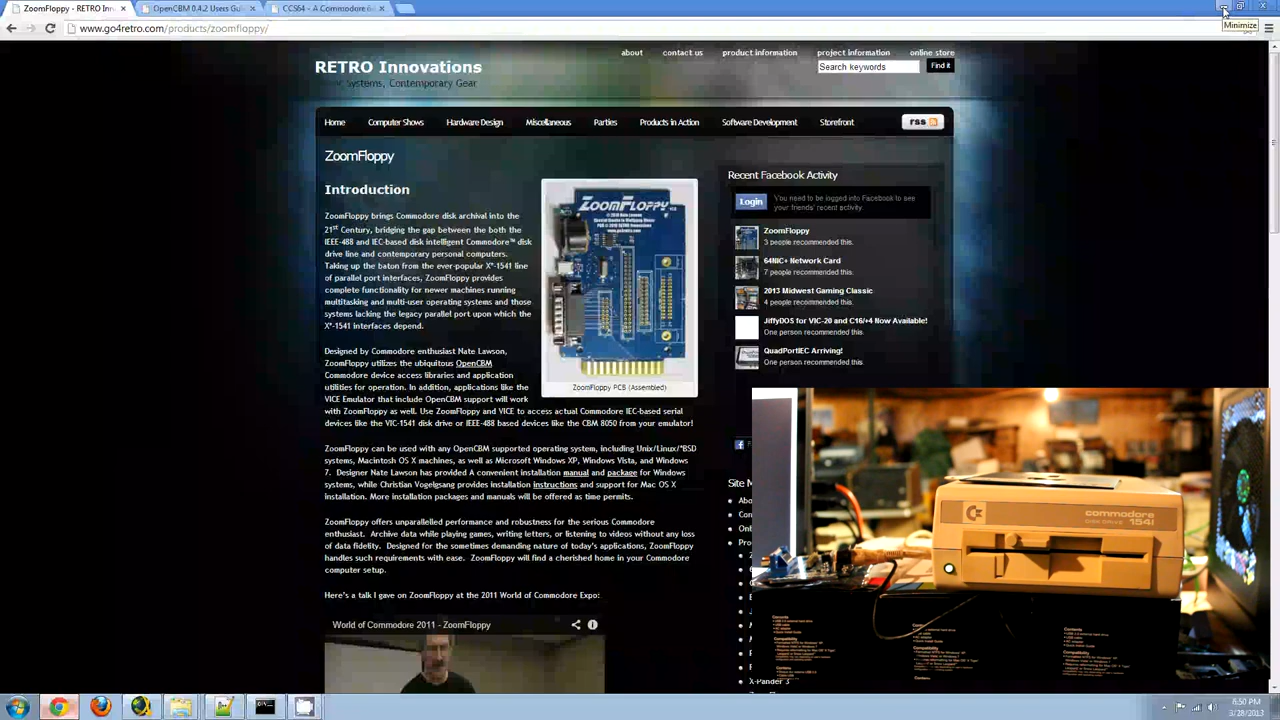 ZoomFloppy - RETRO Inn
OpenCBM 0.4.2 Users Guide
CCS64 - A Commodore 64
Minimize
www.go4retro.com/products/zoomfloppy/
about contact us product information project information online store
RETRO Innovations
Systems, Contemporary Gear
Search keywords
Find it
Home Computer Shows Hardware Design Miscellaneous Parties Products in Action Software Development Storefront
rss
ZoomFloppy
Introduction
ZoomFloppy brings Commodore disk archival into the
21st Century, bridging the gap between the both the
IEEE-488 and IEC-based disk intelligent Commodore™ disk
drive line and contemporary personal computers.
Taking up the baton from the ever-popular X*-1541 line
of parallel port interfaces, ZoomFloppy provides
complete functionality for newer machines running
multitasking and multi-user operating systems and those
systems lacking the legacy parallel port upon which the
X*-1541 interfaces depend.
ZOOMFLOPPY
ZoomFloppy PCB (Assembled)
Designed by Commodore enthusiast Nate Lawson,
ZoomFloppy utilizes the ubiquitous OpenCBM
Commodore device access libraries and application
utilities for operation. In addition, applications like the
VICE Emulator that include OpenCBM support will work
with ZoomFloppy as well. Use ZoomFloppy and VICE to access actual Commodore IEC-based serial
devices like the VIC-1541 disk drive or IEEE-488 based devices like the CBM 8050 from your emulator!
ZoomFloppy can be used with any OpenCBM supported operating system, including Unix/Linux/*BSD
systems, Macintosh OS X machines, as well as Microsoft Windows XP, Windows Vista, and Windows
7. Designer Nate Lawson has provided A convenient installation manual and package for Windows
systems, while Christian Vogelgsang provides installation instructions and support for Mac OS X
installation. More installation packages and manuals will be offered as time permits.
ZoomFloppy offers unparalleled performance and robustness for the serious Commodore
enthusiast. Archive data while playing games, writing letters, or listening to videos without any loss
of data fidelity. Designed for the sometimes demanding nature of today's applications, ZoomFloppy
handles such requirements with ease. ZoomFloppy will find a cherished home in your Commodore
computer setup.
Here's a talk I gave on ZoomFloppy at the 2011 World of Commodore Expo:
World of Commodore 2011 - ZoomFloppy
Recent Facebook Activity
Login
You need to be logged into Facebook to see
your friends' recent activity.
ZoomFloppy
3 people recommended this.
64NIC+ Network Card
7 people recommended this.
2013 Midwest Gaming Classic
4 people recommended this.
JiffyDOS for VIC-20 and C16/+4 Now Available!
One person recommended this.
QuadPortIEC Arriving!
One person recommended this.
Site M
Abo
Con
Onl
Pro
X-Pander 3
commodore
DISK DRIVE 1541
Contents
Compatibility
Contents
Compatibility
Contents
Compatibility
6:50 PM
3/28/2013